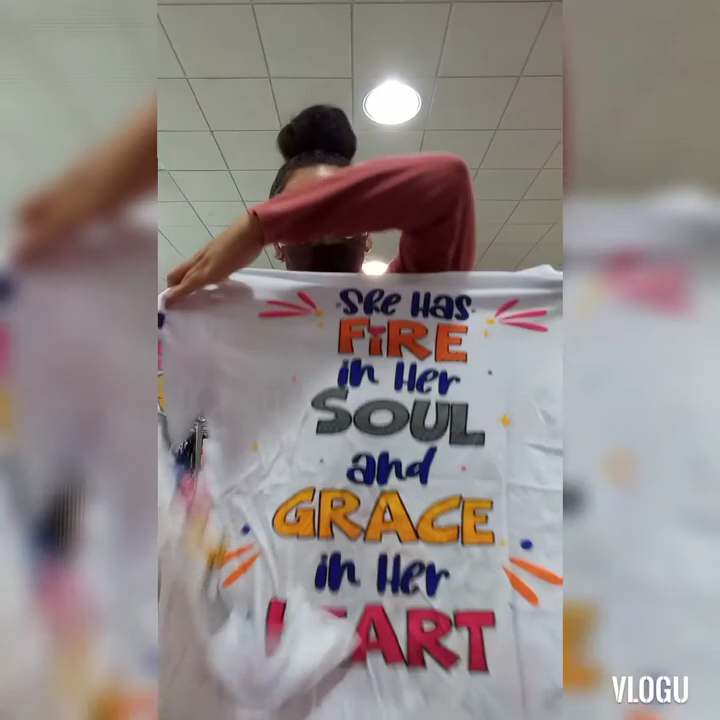 She Has
FIRE
in Her
SOUL
and
GRACE
in Her
HEART
VLOGU